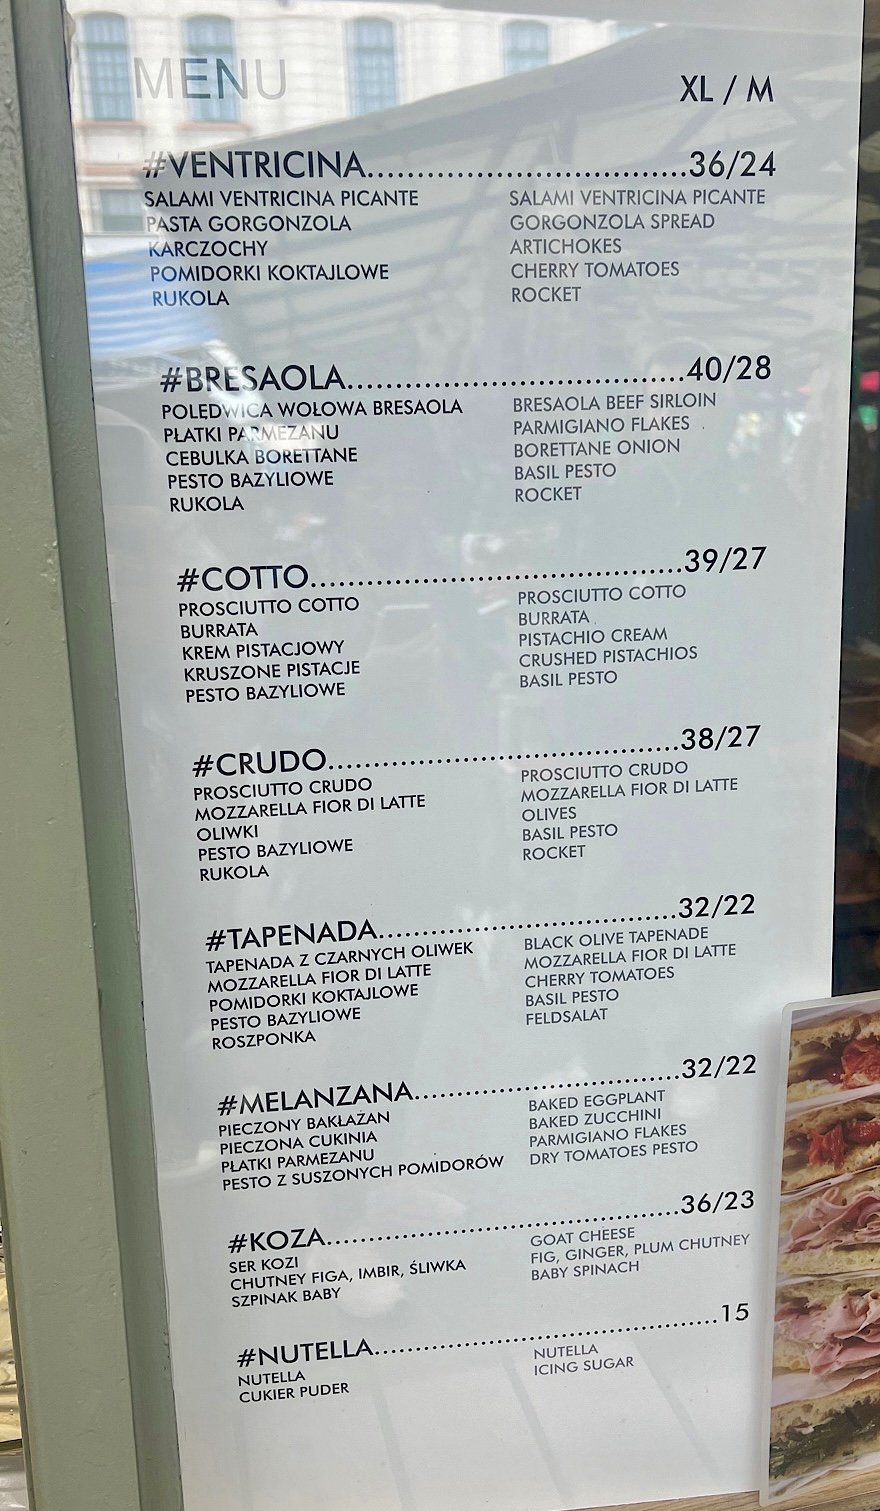 MENU
XL / M
#VENTRICINA................................36/24
SALAMI VENTRICINA PICANTE
PASTA GORGONZOLA
KARCZOCHY
POMIDORKI KOKTAJLOWE
RUKOLA
SALAMI VENTRICINA PICANTE
GORGONZOLA SPREAD
ARTICHOKES
CHERRY TOMATOES
ROCKET
#BRESAOLA..................................40/28
POLĘDWICA WOŁOWA BRESAOLA
PŁATKI PARMEZANU
CEBULKA BORETTANE
PESTO BAZYLIOWE
RUKOLA
BRESAOLA BEEF SIRLOIN
PARMIGIANO FLAKES
BORETTANE ONION
BASIL PESTO
ROCKET
#COTTO......................................39/27
PROSCIUTTO COTTO
BURRATA
KREM PISTACJOWY
KRUSZONE PISTACJE
PESTO BAZYLIOWE
PROSCIUTTO COTTO
BURRATA
PISTACHIO CREAM
CRUSHED PISTACHIOS
BASIL PESTO
#CRUDO.....................................38/27
PROSCIUTTO CRUDO
MOZZARELLA FIOR DI LATTE
OLIWKI
PESTO BAZYLIOWE
RUKOLA
PROSCIUTTO CRUDO
MOZZARELLA FIOR DI LATTE
OLIVES
BASIL PESTO
ROCKET
#TAPENADA................................32/22
TAPENADA Z CZARNYCH OLIWEK
MOZZARELLA FIOR DI LATTE
POMIDORKI KOKTAJLOWE
PESTO BAZYLIOWE
ROSZPONKA
BLACK OLIVE TAPENADE
MOZZARELLA FIOR DI LATTE
CHERRY TOMATOES
BASIL PESTO
FELDSALAT
#MELANZANA.............................32/22
PIECZONY BAKŁAŻAN
PIECZONA CUKINIA
PŁATKI PARMEZANU
PESTO Z SUSZONYCH POMIDORÓW
BAKED EGGPLANT
BAKED ZUCCHINI
PARMIGIANO FLAKES
DRY TOMATOES PESTO
#KOZA.......................................36/23
SER KOZI
CHUTNEY FIGA, IMBIR, ŚLIWKA
SZPINAK BABY
GOAT CHEESE
FIG, GINGER, PLUM CHUTNEY
BABY SPINACH
#NUTELLA......................................15
NUTELLA
CUKIER PUDER
NUTELLA
ICING SUGAR